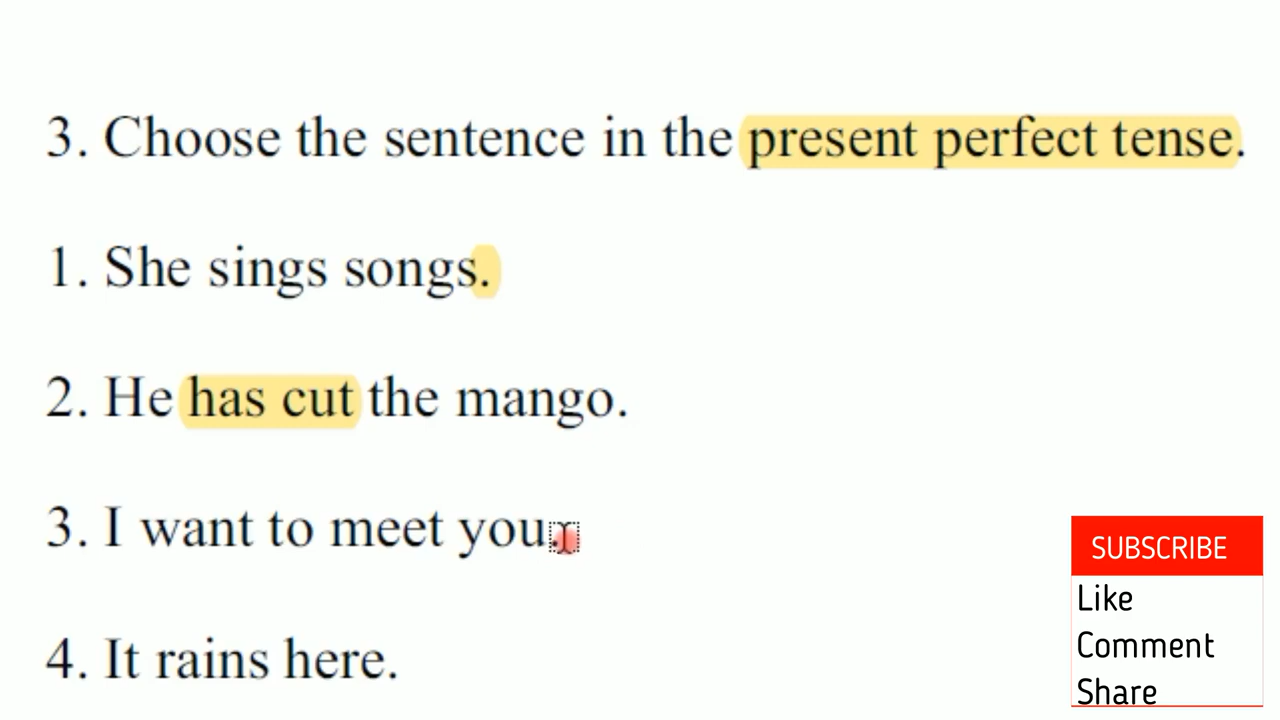 3. Choose the sentence in the present perfect tense.
1. She sings songs.
2. He has cut the mango.
3. I want to meet you.
4. It rains here.
SUBSCRIBE
Like
Comment
Share